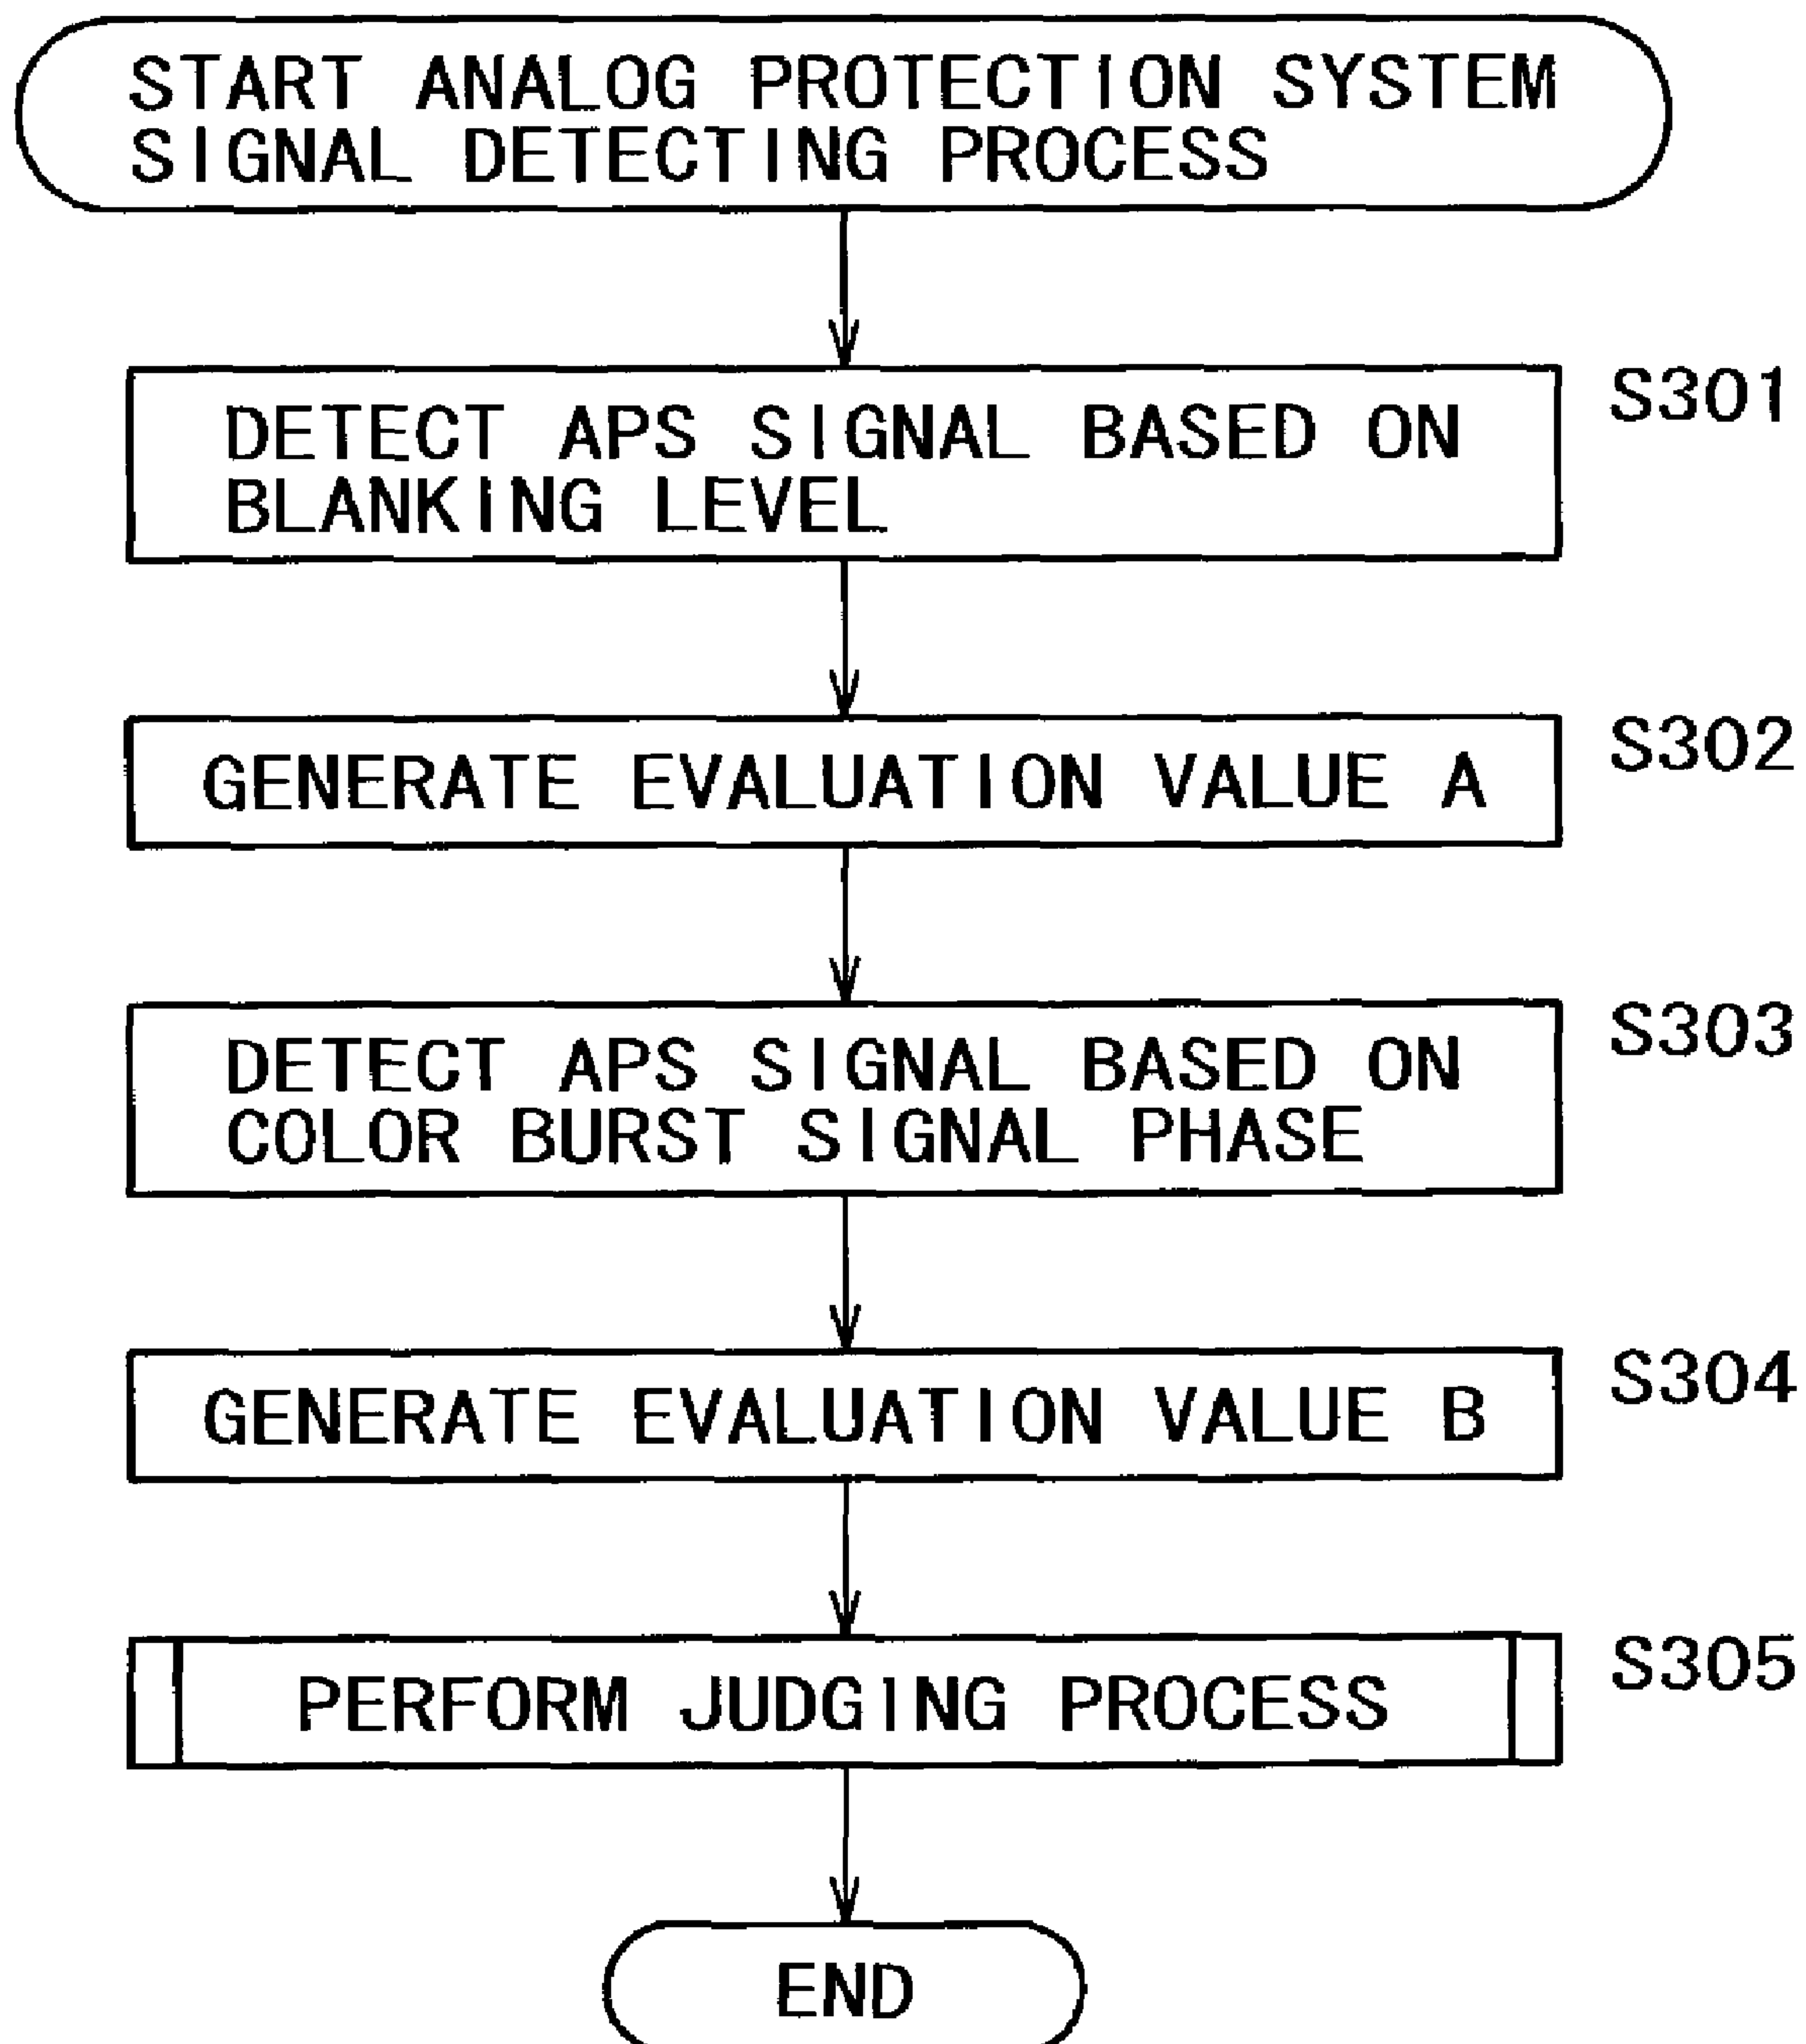 START ANALOG PROTECTION SYSTEM
SIGNAL DETECTING PROCESS
S301
DETECT APS SIGNAL BASED ON
BLANKING LEVEL
S302
GENERATE EVALUATION VALUE A
S303
DETECT APS SIGNAL BASED ON
COLOR BURST SIGNAL PHASE
S304
GENERATE EVALUATION VALUE B
S305
PERFORM JUDGING PROCESS
END